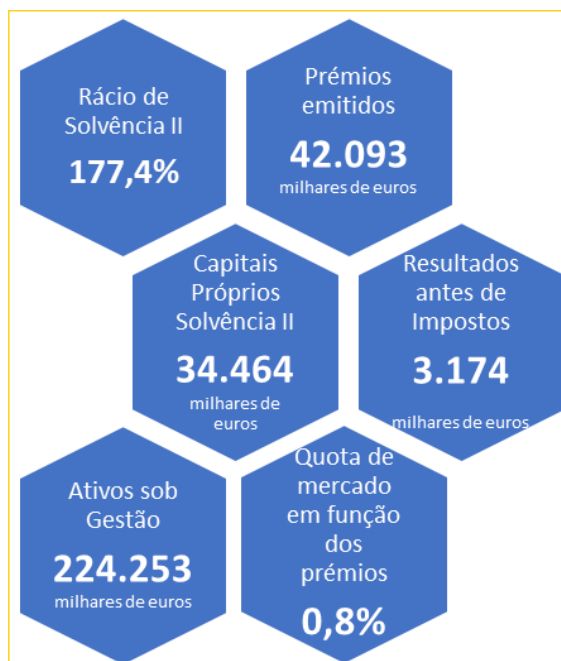 Rácio de
Solvência II
177,4%
Prémios
emitidos
42.093
milhares de euros
Capitais
Próprios
Solvência II
34.464
milhares de
euros
Resultados
antes de
Impostos
3.174
milhares de euros
Ativos sob
Gestão
224.253
milhares de euros
Quota de
mercado
em função
dos
prémios
0,8%